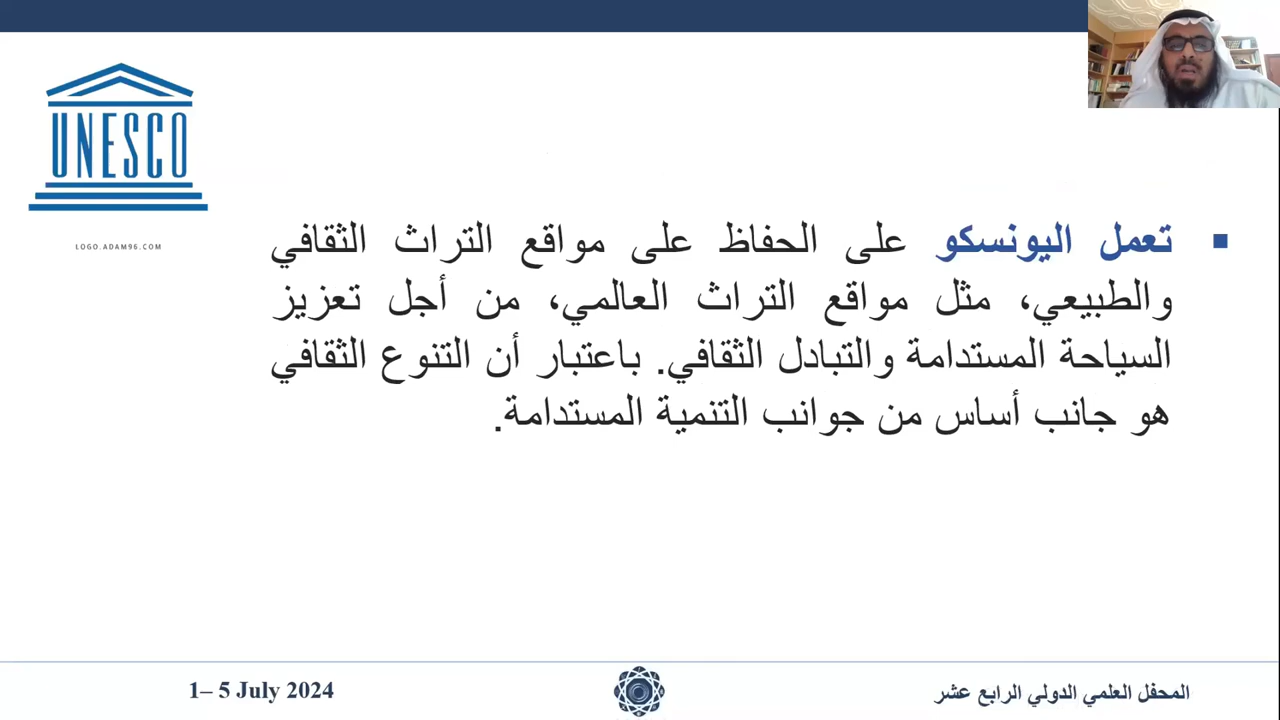 UNESCO
LOGO.ADAM96.COM
▪ تعمل اليونسكو على الحفاظ على مواقع التراث الثقافي
والطبيعي، مثل مواقع التراث العالمي، من أجل تعزيز
السياحة المستدامة والتبادل الثقافي. باعتبار أن التنوع الثقافي
هو جانب أساس من جوانب التنمية المستدامة.
المحفل العلمي الدولي الرابع عشر
1– 5 July 2024